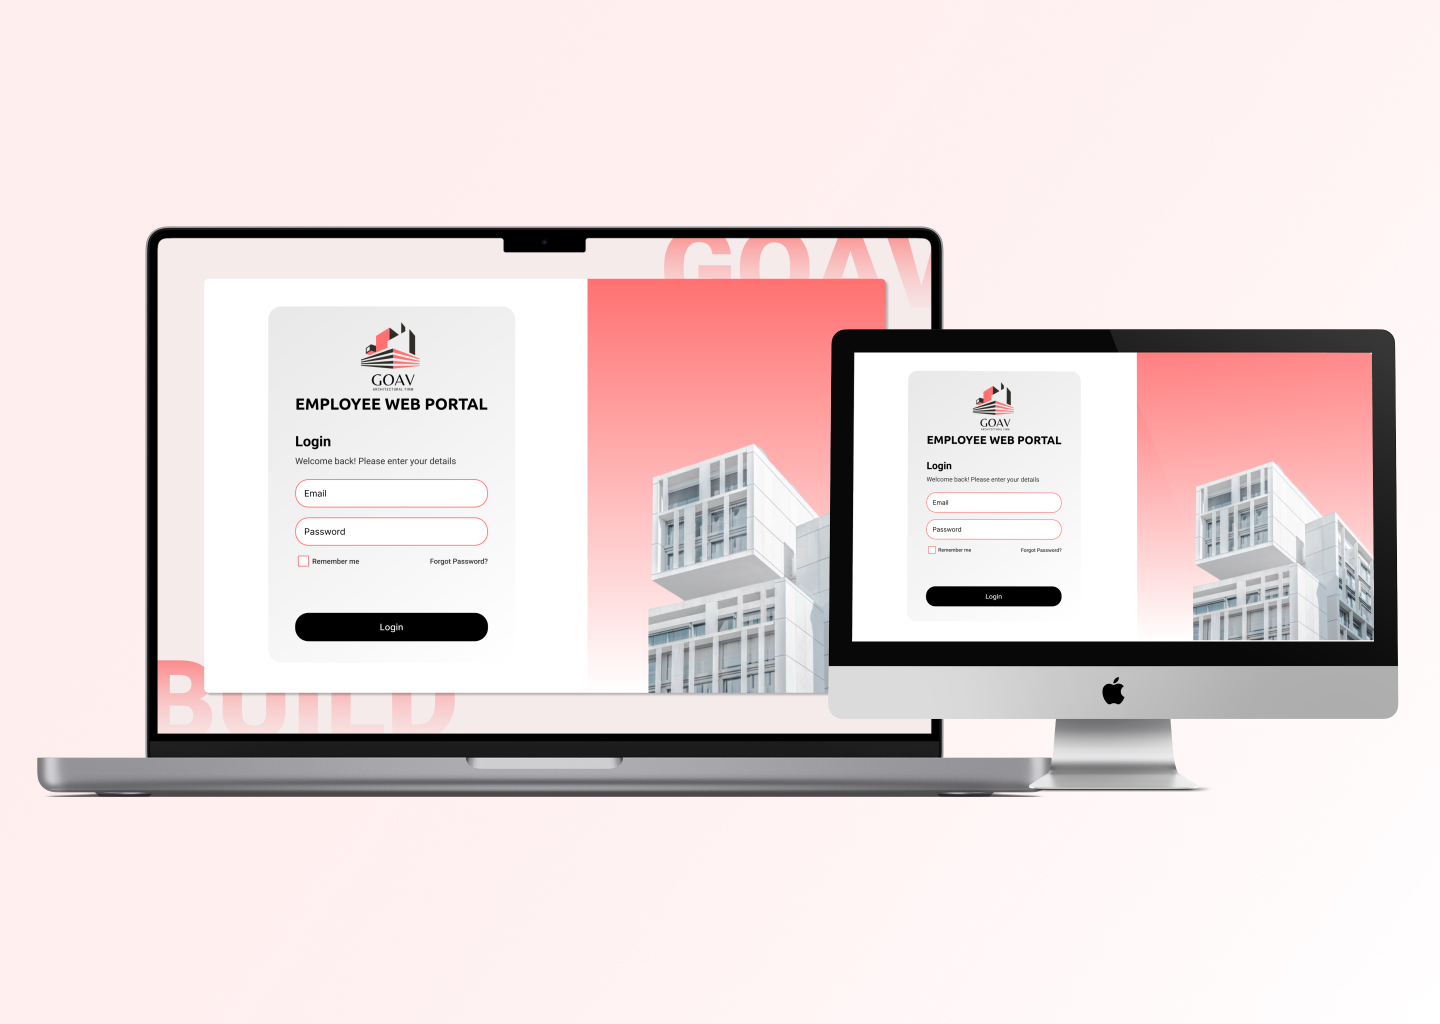 GOAV
GOAV
ARCHITECTURAL FIRM
EMPLOYEE WEB PORTAL
Login
Welcome back! Please enter your details
Email
Password
Remember me
Forgot Password?
Login
BUILD
GOAV
ARCHITECTURAL FIRM
EMPLOYEE WEB PORTAL
Login
Welcome back! Please enter your details
Email
Password
Remember me
Forgot Password?
Login